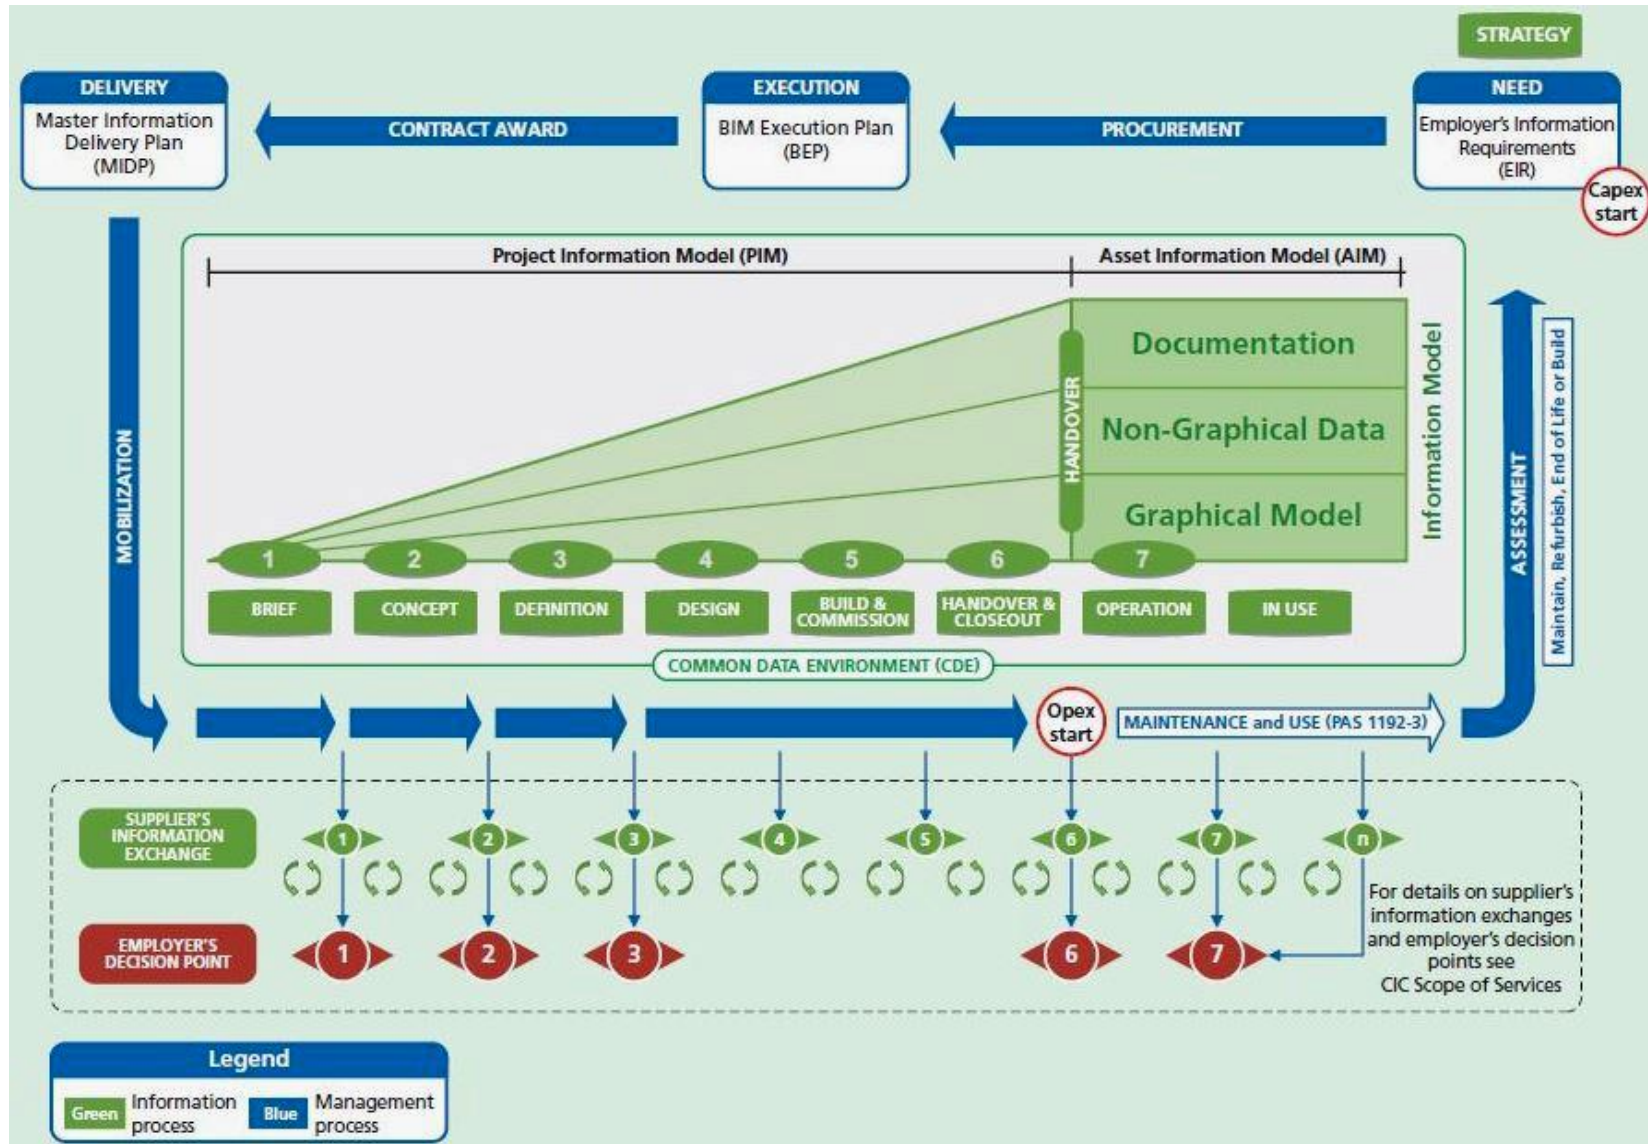 STRATEGY
DELIVERY
Master Information
Delivery Plan
(MIDP)
CONTRACT AWARD
EXECUTION
BIM Execution Plan
(BEP)
PROCUREMENT
NEED
Employer's Information
Requirements
(EIR)
Capex
start
Project Information Model (PIM)
Asset Information Model (AIM)
MOBILIZATION
HANDOVER
Documentation
Non-Graphical Data
Graphical Model
Information Model
ASSESSMENT
Maintain, Refurbish, End of Life or Build
1
2
3
4
5
6
7
BRIEF
CONCEPT
DEFINITION
DESIGN
BUILD &
COMMISSION
HANDOVER &
CLOSEOUT
OPERATION
IN USE
COMMON DATA ENVIRONMENT (CDE)
Opex
start
MAINTENANCE and USE (PAS 1192-3)
SUPPLIER'S
INFORMATION
EXCHANGE
1
2
3
4
5
6
7
n
EMPLOYER'S
DECISION POINT
1
2
3
6
7
For details on supplier's
information exchanges
and employer's decision
points see
CIC Scope of Services
Legend
Green
Information
process
Blue
Management
process